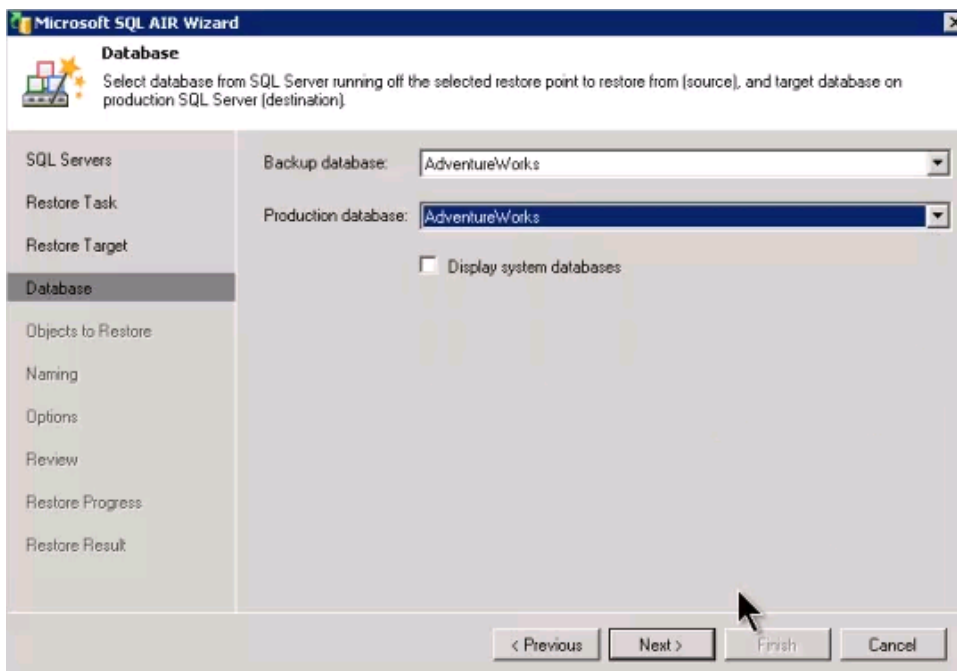 Microsoft SQL AIR Wizard
Database
Select database from SQL Server running off the selected restore point to restore from (source), and target database on
production SQL Server (destination).
SQL Servers
Restore Task
Restore Target
Database
Objects to Restore
Naming
Options
Review
Restore Progress
Restore Result
Backup database: AdventureWorks
Production database: AdventureWorks
Display system databases
< Previous Next > Finish Cancel